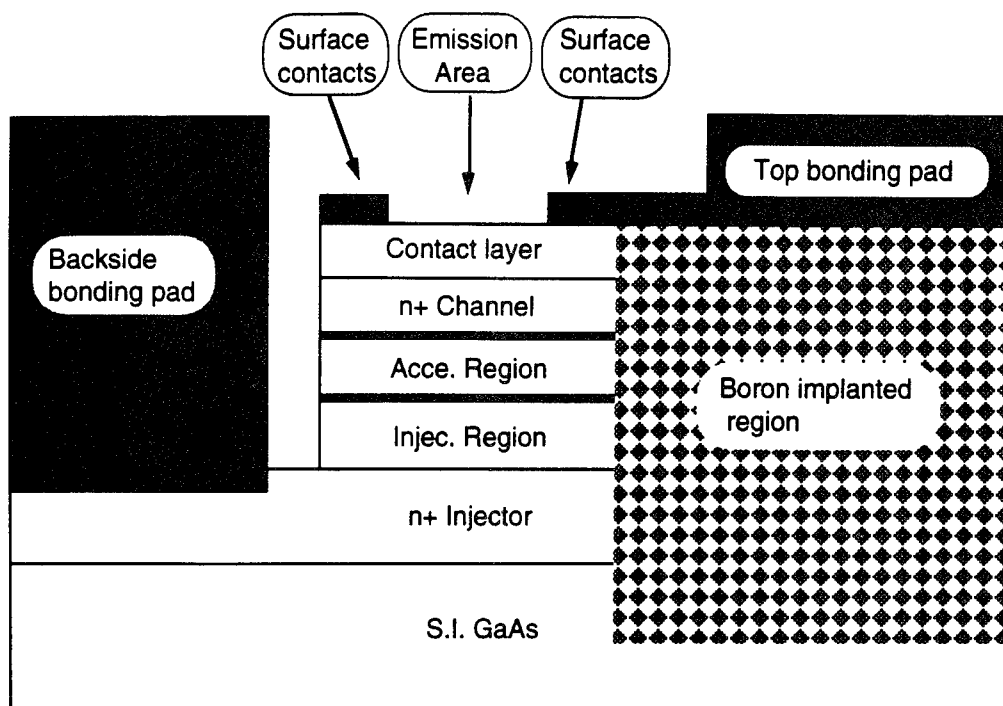 Surface
contacts
Emission
Area
Surface
contacts
Top bonding pad
Backside
bonding pad
Contact layer
n+ Channel
Acce. Region
Injec. Region
Boron implanted
region
n+ Injector
S.I. GaAs